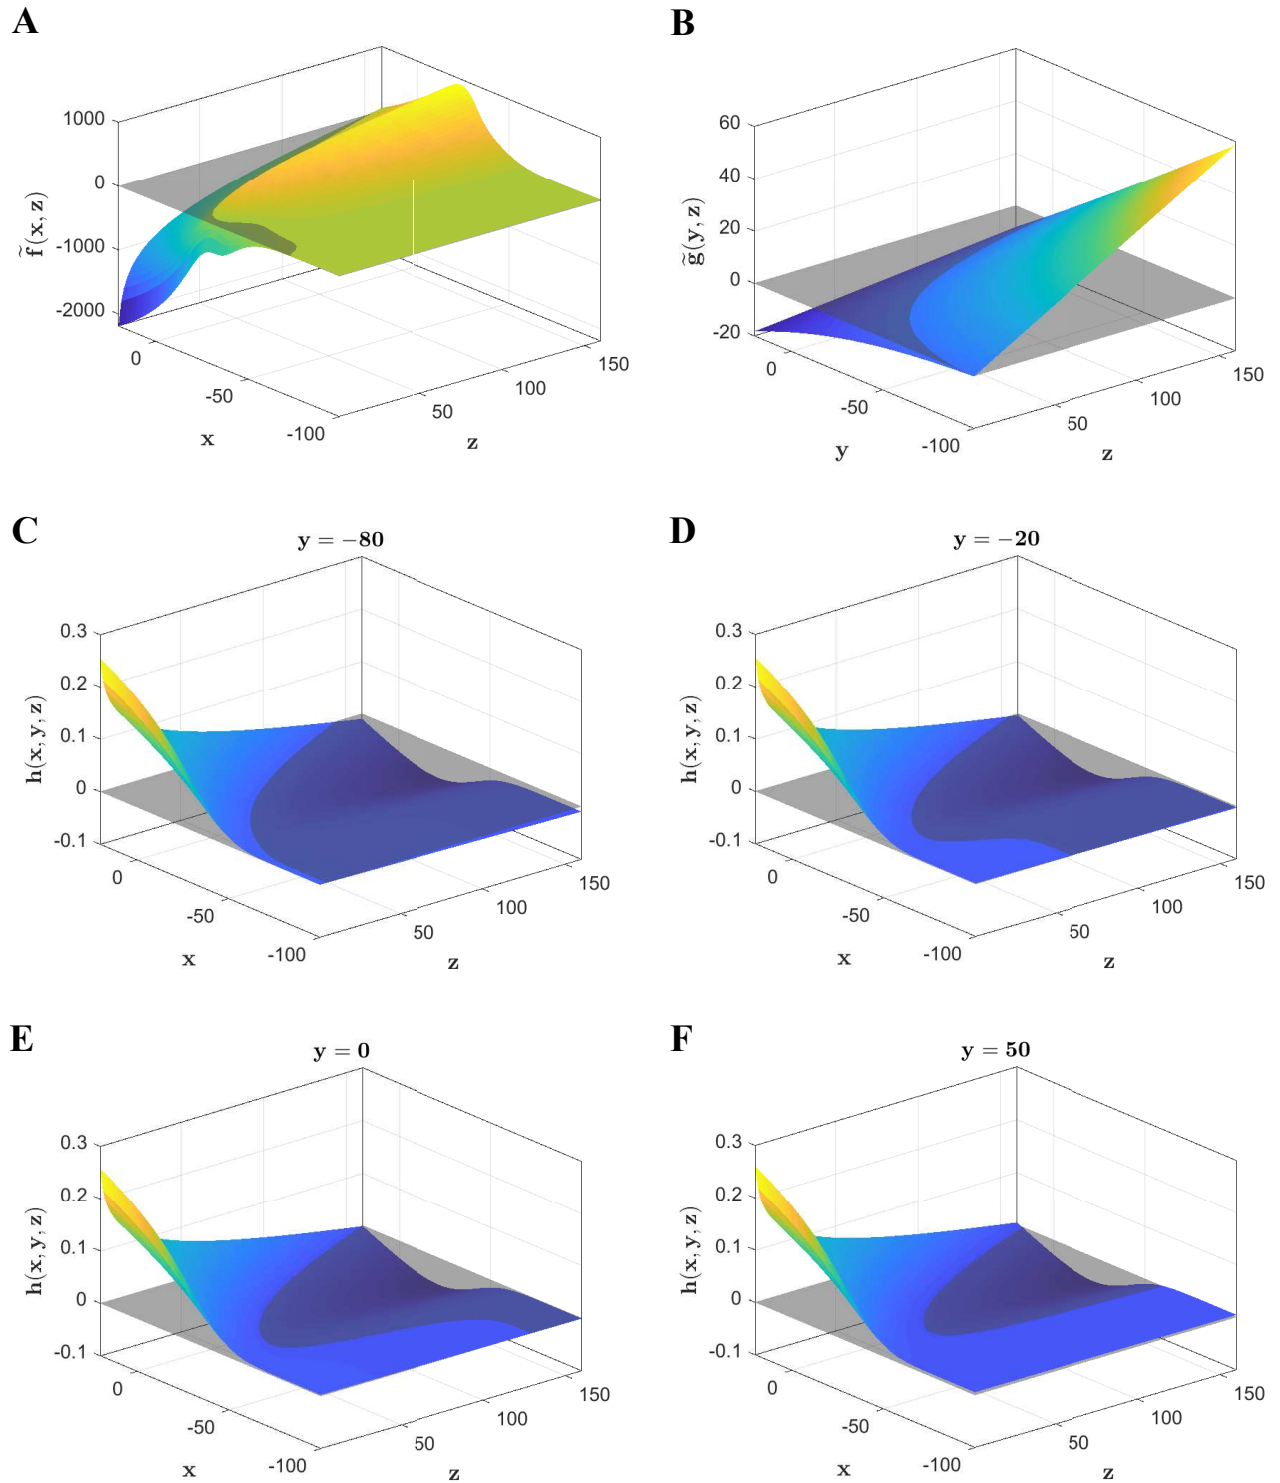 A
1000
0
-1000
-2000
f̃(x, z)
0
-50
-100
x
50
100
150
z
B
60
40
20
0
-20
g̃(y, z)
0
-50
-100
y
50
100
150
z
C
y = −80
0.3
0.2
0.1
0
-0.1
h(x, y, z)
0
-50
-100
x
50
100
150
z
D
y = −20
0.3
0.2
0.1
0
-0.1
h(x, y, z)
0
-50
-100
x
50
100
150
z
E
y = 0
0.3
0.2
0.1
0
-0.1
h(x, y, z)
0
-50
-100
x
50
100
150
z
F
y = 50
0.3
0.2
0.1
0
-0.1
h(x, y, z)
0
-50
-100
x
50
100
150
z